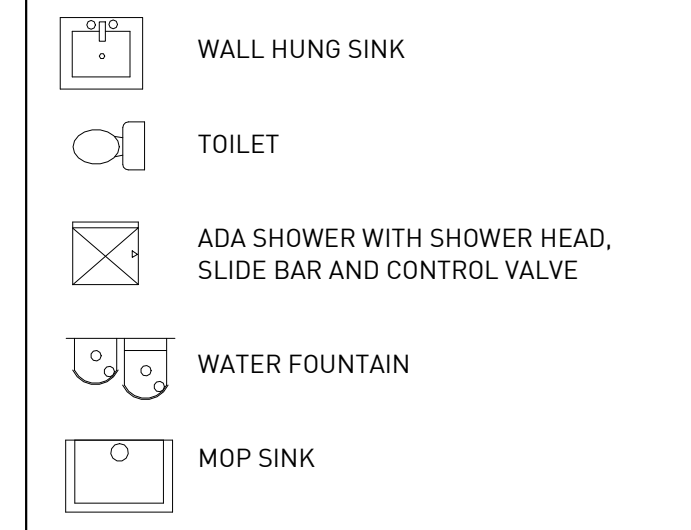 WALL HUNG SINK
TOILET
ADA SHOWER WITH SHOWER HEAD,
SLIDE BAR AND CONTROL VALVE
WATER FOUNTAIN
MOP SINK